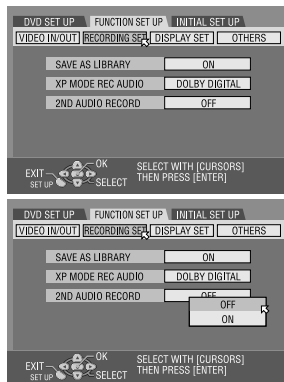 DVD SET UP FUNCTION SET UP INITIAL SET UP
VIDEO IN/OUT RECORDING SET DISPLAY SET OTHERS
SAVE AS LIBRARY ON
XP MODE REC AUDIO DOLBY DIGITAL
2ND AUDIO RECORD OFF
EXIT OK SELECT WITH [CURSORS]
SET UP SELECT THEN PRESS [ENTER]
DVD SET UP FUNCTION SET UP INITIAL SET UP
VIDEO IN/OUT RECORDING SET DISPLAY SET OTHERS
SAVE AS LIBRARY ON
XP MODE REC AUDIO DOLBY DIGITAL
2ND AUDIO RECORD OFF
OFF
ON
EXIT OK SELECT WITH [CURSORS]
SET UP SELECT THEN PRESS [ENTER]